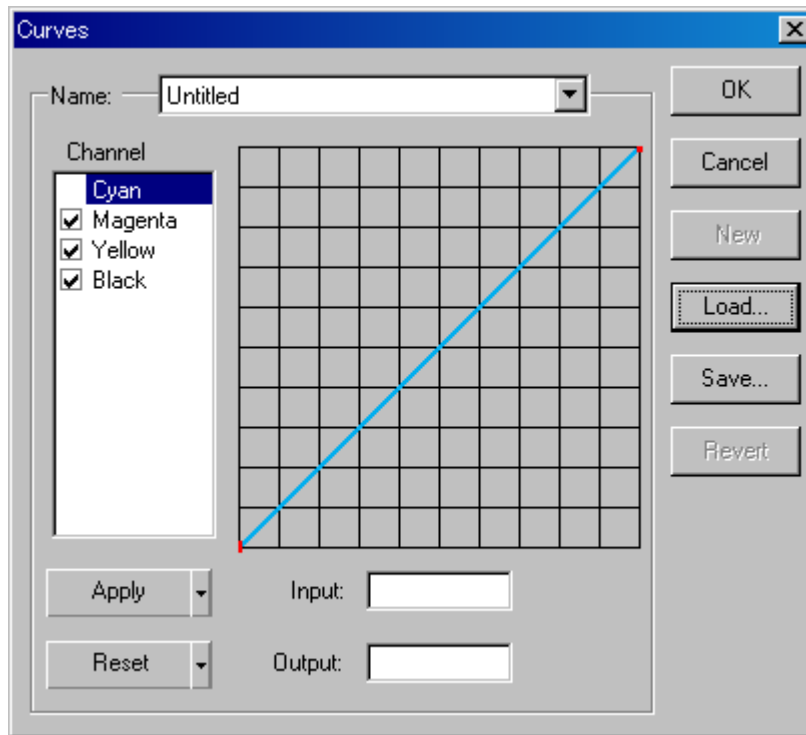 Curves
Name: Untitled
OK
Channel
Cancel
Cyan
Magenta
Yellow
Black
New
Load...
Save...
Revert
Apply
Input:
Reset
Output: